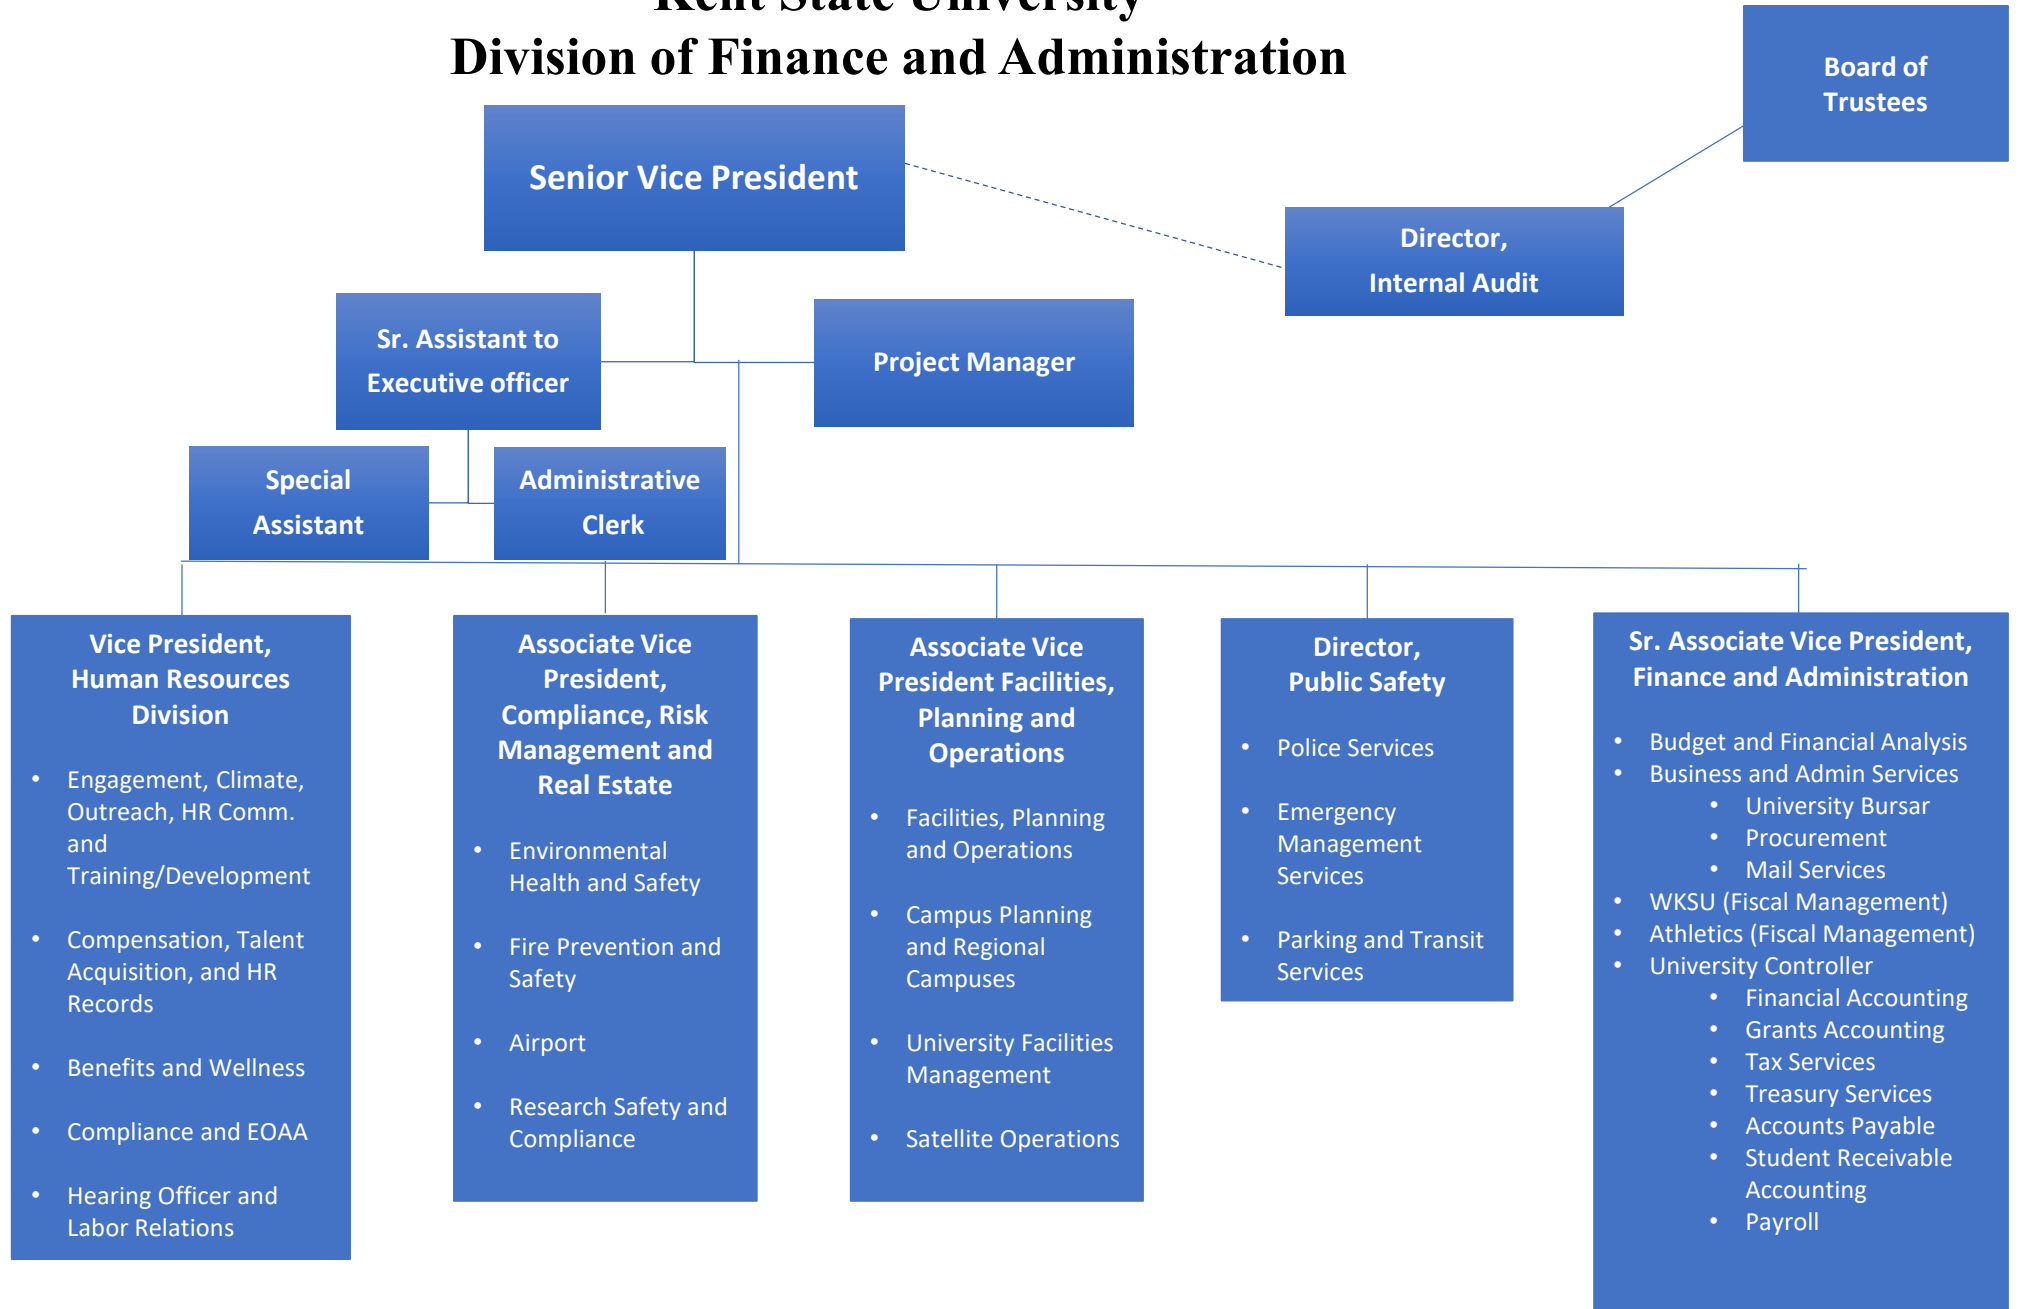 Kent State University
Division of Finance and Administration
Board of
Trustees
Senior Vice President
Director,
Internal Audit
Sr. Assistant to
Executive officer
Project Manager
Special
Assistant
Administrative
Clerk
Vice President,
Human Resources
Division
• Engagement, Climate,
Outreach, HR Comm.
and
Training/Development
• Compensation, Talent
Acquisition, and HR
Records
• Benefits and Wellness
• Compliance and EOAA
• Hearing Officer and
Labor Relations
Associate Vice
President,
Compliance, Risk
Management and
Real Estate
• Environmental
Health and Safety
• Fire Prevention and
Safety
• Airport
• Research Safety and
Compliance
Associate Vice
President Facilities,
Planning and
Operations
• Facilities, Planning
and Operations
• Campus Planning
and Regional
Campuses
• University Facilities
Management
• Satellite Operations
Director,
Public Safety
• Police Services
• Emergency
Management
Services
• Parking and Transit
Services
Sr. Associate Vice President,
Finance and Administration
• Budget and Financial Analysis
• Business and Admin Services
• University Bursar
• Procurement
• Mail Services
• WKSU (Fiscal Management)
• Athletics (Fiscal Management)
• University Controller
• Financial Accounting
• Grants Accounting
• Tax Services
• Treasury Services
• Accounts Payable
• Student Receivable
Accounting
• Payroll